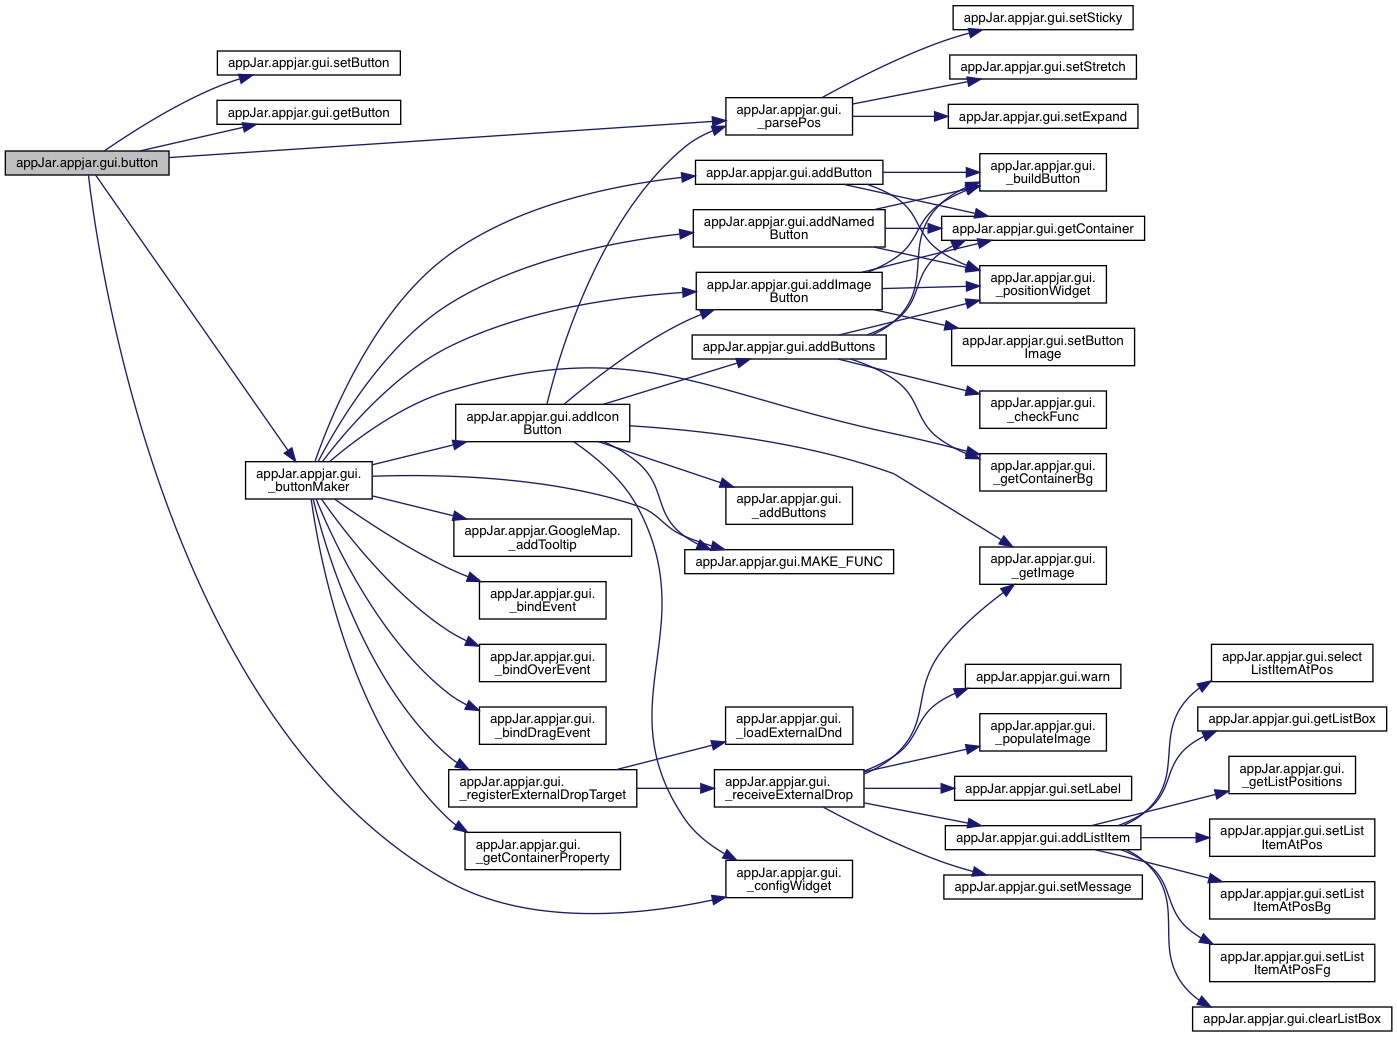 appJar.appjar.gui.button
appJar.appjar.gui.setButton
appJar.appjar.gui.getButton
appJar.appjar.gui.
_buttonMaker
appJar.appjar.gui.addIcon
Button
appJar.appjar.GoogleMap.
_addTooltip
appJar.appjar.gui.
_bindEvent
appJar.appjar.gui.
_bindOverEvent
appJar.appjar.gui.
_bindDragEvent
appJar.appjar.gui.
_registerExternalDropTarget
appJar.appjar.gui.
_getContainerProperty
appJar.appjar.gui.
_parsePos
appJar.appjar.gui.addButton
appJar.appjar.gui.addNamed
Button
appJar.appjar.gui.addImage
Button
appJar.appjar.gui.addButtons
appJar.appjar.gui.
_addButtons
appJar.appjar.gui.MAKE_FUNC
appJar.appjar.gui.
_loadExternalDnd
appJar.appjar.gui.
_receiveExternalDrop
appJar.appjar.gui.
_configWidget
appJar.appjar.gui.setSticky
appJar.appjar.gui.setStretch
appJar.appjar.gui.setExpand
appJar.appjar.gui.
_buildButton
appJar.appjar.gui.getContainer
appJar.appjar.gui.
_positionWidget
appJar.appjar.gui.setButton
Image
appJar.appjar.gui.
_checkFunc
appJar.appjar.gui.
_getContainerBg
appJar.appjar.gui.
_getImage
appJar.appjar.gui.warn
appJar.appjar.gui.
_populateImage
appJar.appjar.gui.setLabel
appJar.appjar.gui.addListItem
appJar.appjar.gui.setMessage
appJar.appjar.gui.select
ListItemAtPos
appJar.appjar.gui.getListBox
appJar.appjar.gui.
_getListPositions
appJar.appjar.gui.setList
ItemAtPos
appJar.appjar.gui.setList
ItemAtPosBg
appJar.appjar.gui.setList
ItemAtPosFg
appJar.appjar.gui.clearListBox